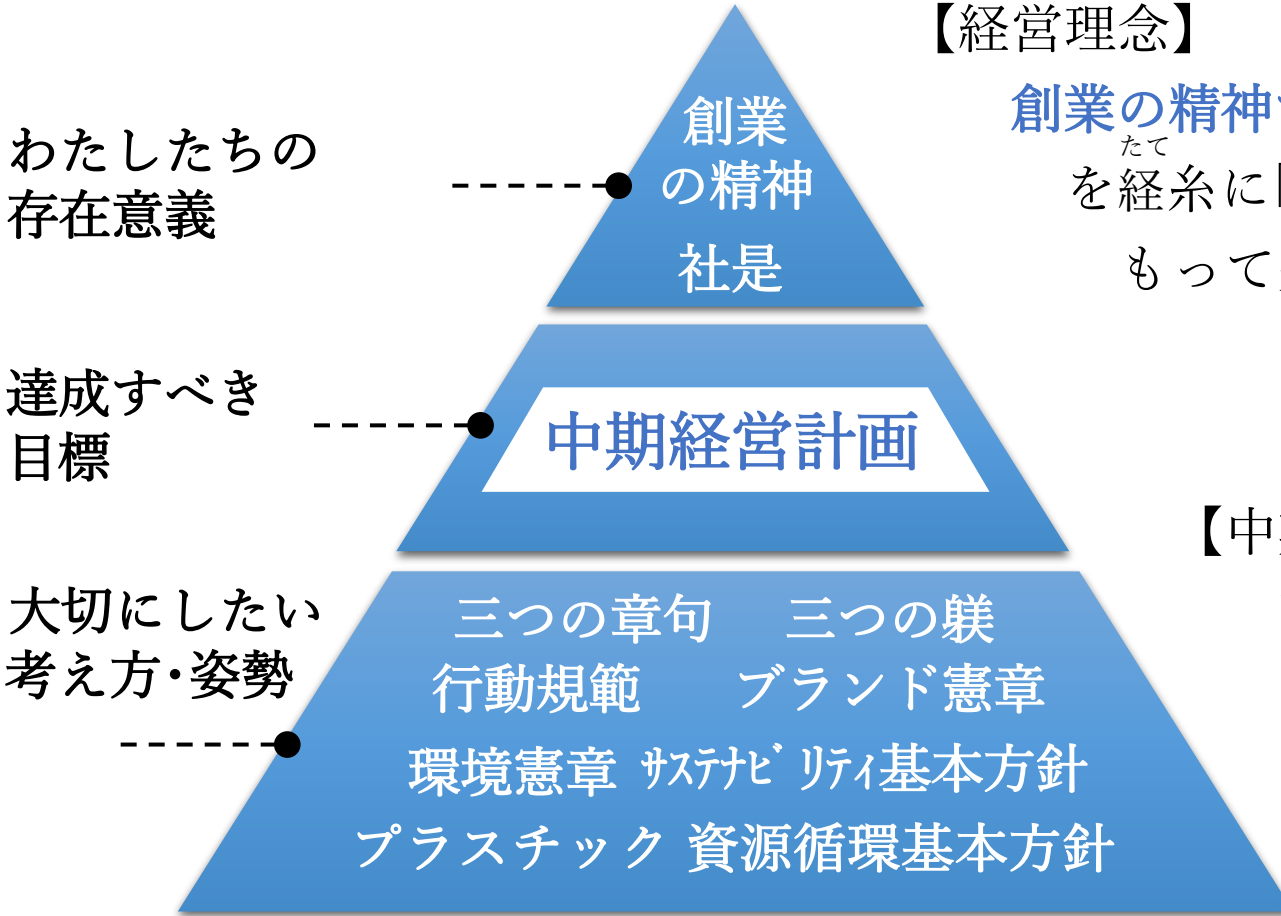 わたしたちの
存在意義
創業
の精神
社是
達成すべき
目標
中期経営計画
大切にしたい
考え方・姿勢
三つの章句 三つの躾
行動規範 ブランド憲章
環境憲章 ｻｽﾃﾅﾋﾞﾘﾃｨ基本方針
プラスチック 資源循環基本方針
【経営理念】
創業の精神
たて
を経糸に
もって
【中